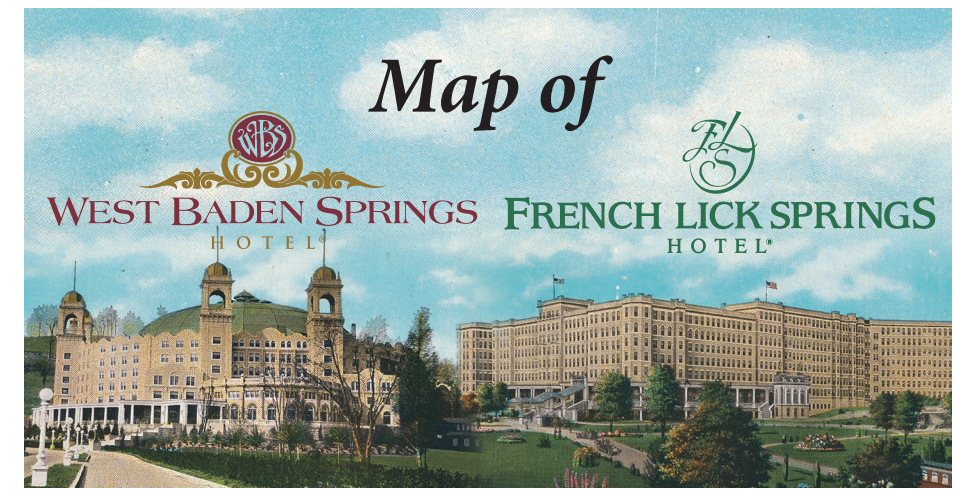 Map of
WBS
WEST BADEN SPRINGS
HOTEL®
FLS
FRENCH LICK SPRINGS
HOTEL®